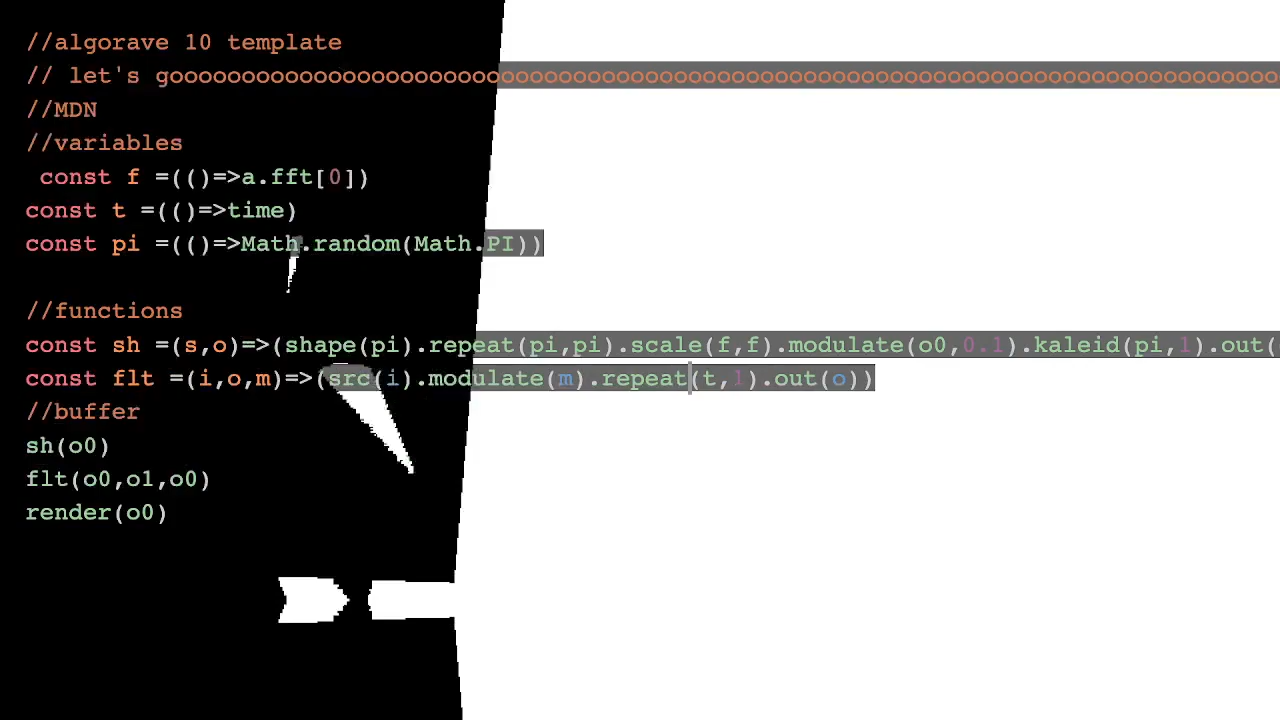 //algorave 10 template
// let's goooooooooooooooooooooooooooooooooooooooooooooooooooooooooooooooooooooooooooo
//MDN
//variables
const f =(()=>a.fft[0])
const t =(()=>time)
const pi =(()=>Math.random(Math.PI))
//functions
const sh =(s,o)=>(shape(pi).repeat(pi,pi).scale(f,f).modulate(o0,0.1).kaleid(pi,1).out(
const flt =(i,o,m)=>(src(i).modulate(m).repeat(t,1).out(o))
//buffer
sh(o0)
flt(o0,o1,o0)
render(o0)